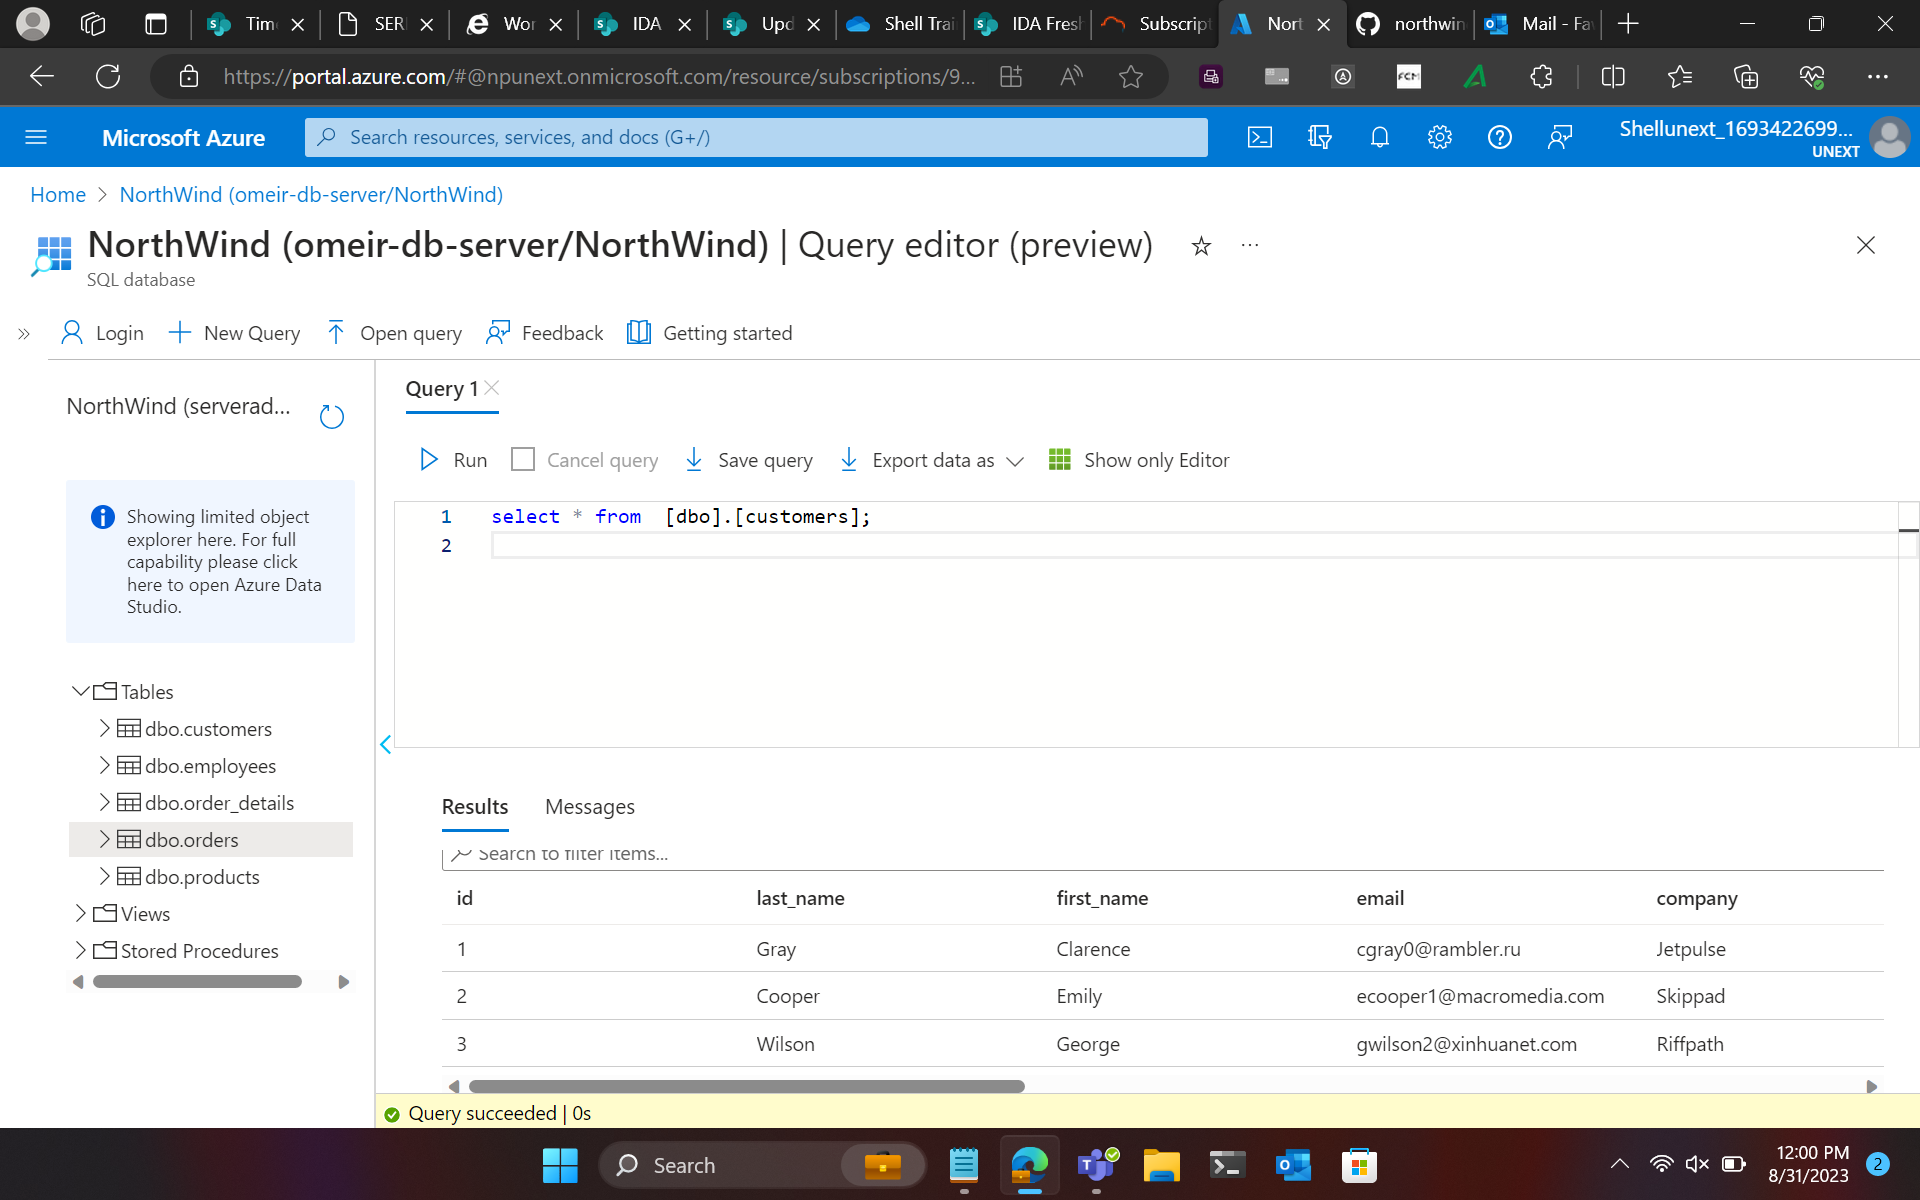 Tim
SERI
Wor
IDA
Upd
Shell Trai
IDA Fresh
Subscript
Nort
northwin
Mail - Fa
https://portal.azure.com/#@npunext.onmicrosoft.com/resource/subscriptions/9...
FCM
Microsoft Azure
Search resources, services, and docs (G+/)
Shellunext_1693422699...
UNEXT
Home > NorthWind (omeir-db-server/NorthWind)
NorthWind (omeir-db-server/NorthWind) | Query editor (preview)
SQL database
Login
New Query
Open query
Feedback
Getting started
NorthWind (serverad...
Showing limited object
explorer here. For full
capability please click
here to open Azure Data
Studio.
Tables
dbo.customers
dbo.employees
dbo.order_details
dbo.orders
dbo.products
Views
Stored Procedures
Query 1
Run
Cancel query
Save query
Export data as
Show only Editor
1 select * from  [dbo].[customers];
2
Results
Messages
Search to filter items...
id last_name first_name email company
1 Gray Clarence cgray0@rambler.ru Jetpulse
2 Cooper Emily ecooper1@macromedia.com Skippad
3 Wilson George gwilson2@xinhuanet.com Riffpath
Query succeeded | 0s
Search
12:00 PM
8/31/2023
2